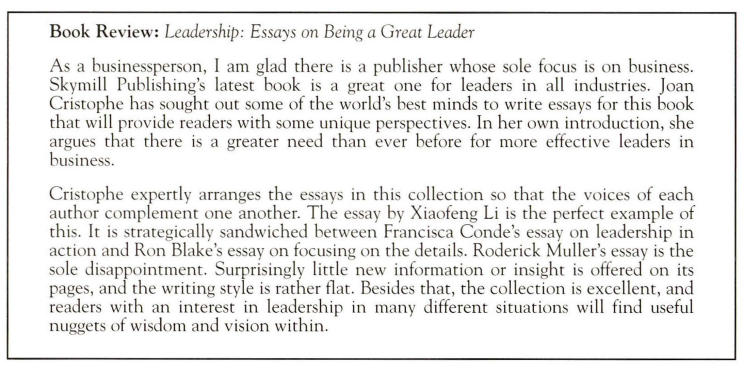 Book Review: Leadership: Essays on Being a Great Leader
As a businessperson, I am glad there is a publisher whose sole focus is on business.
Skymill Publishing's latest book is a great one for leaders in all industries. Joan
Cristophe has sought out some of the world's best minds to write essays for this book
that will provide readers with some unique perspectives. In her own introduction, she
argues that there is a greater need than ever before for more effective leaders in
business.
Cristophe expertly arranges the essays in this collection so that the voices of each
author complement one another. The essay by Xiaofeng Li is the perfect example of
this. It is strategically sandwiched between Francisca Conde's essay on leadership in
action and Ron Blake's essay on focusing on the details. Roderick Muller's essay is the
sole disappointment. Surprisingly little new information or insight is offered on its
pages, and the writing style is rather flat. Besides that, the collection is excellent, and
readers with an interest in leadership in many different situations will find useful
nuggets of wisdom and vision within.